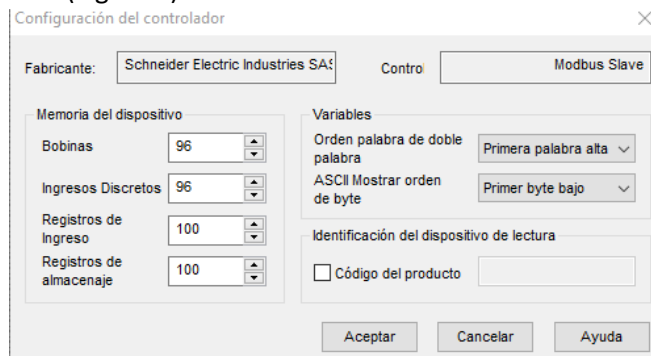 Configuración del controlador
Fabricante: Schneider Electric Industries SAS Contro Modbus Slave
Memoria del dispositivo
Bobinas 96
Ingresos Discretos 96
Registros de
Ingreso 100
Registros de
almacenaje 100
Variables
Orden palabra de doble
palabra Primera palabra alta
ASCII Mostrar orden
de byte Primer byte bajo
Identificación del dispositivo de lectura
Código del producto
Aceptar Cancelar Ayuda